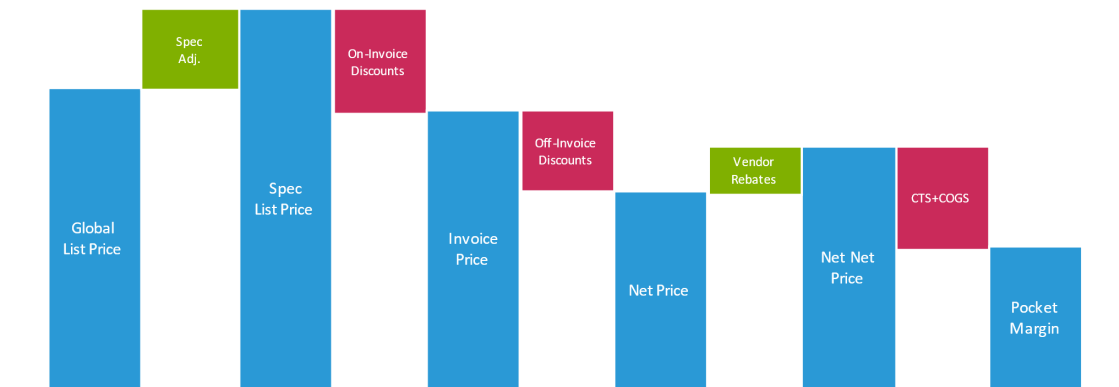 Global
List Price
Spec
Adj.
Spec
List Price
On-Invoice
Discounts
Invoice
Price
Off-Invoice
Discounts
Net Price
Vendor
Rebates
Net Net
Price
CTS+COGS
Pocket
Margin